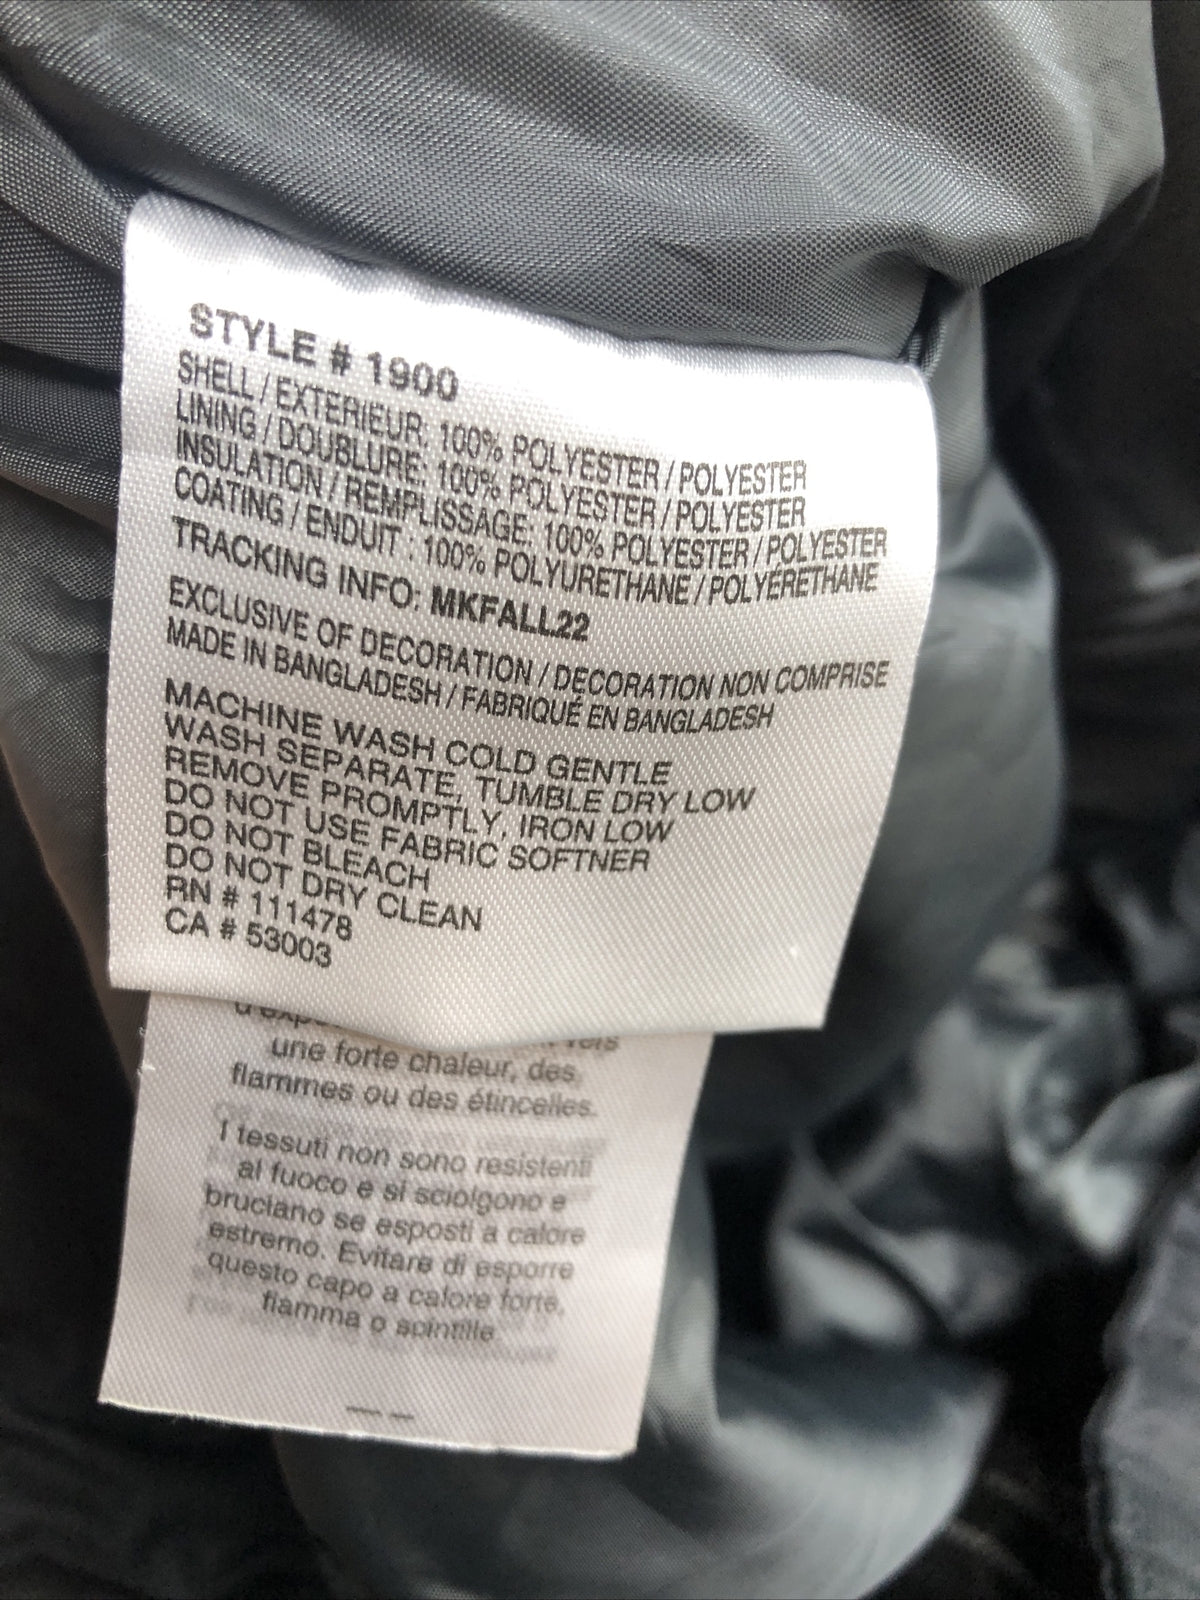 STYLE # 1900
SHELL / EXTERIEUR: 100% POLYESTER / POLYESTER
LINING / DOUBLURE: 100% POLYESTER / POLYESTER
INSULATION / REMPLISSAGE: 100% POLYESTER / POLYESTER
COATING / ENDUIT : 100% POLYURETHANE / POLYÉRETHANE
TRACKING INFO: MKFALL22
EXCLUSIVE OF DECORATION / DECORATION NON COMPRISE
MADE IN BANGLADESH / FABRIQUÉ EN BANGLADESH
MACHINE WASH COLD GENTLE
WASH SEPARATE, TUMBLE DRY LOW
REMOVE PROMPTLY, IRON LOW
DO NOT USE FABRIC SOFTNER
DO NOT BLEACH
DO NOT DRY CLEAN
RN # 111478
CA # 53003
une forte chaleur, des
flammes ou des étincelles.
I tessuti non sono resistenti
al fuoco e si sciolgono e
bruciano se esposti a calore
estremo. Evitare di esporre
questo capo a calore forte,
fiamma o scintille.